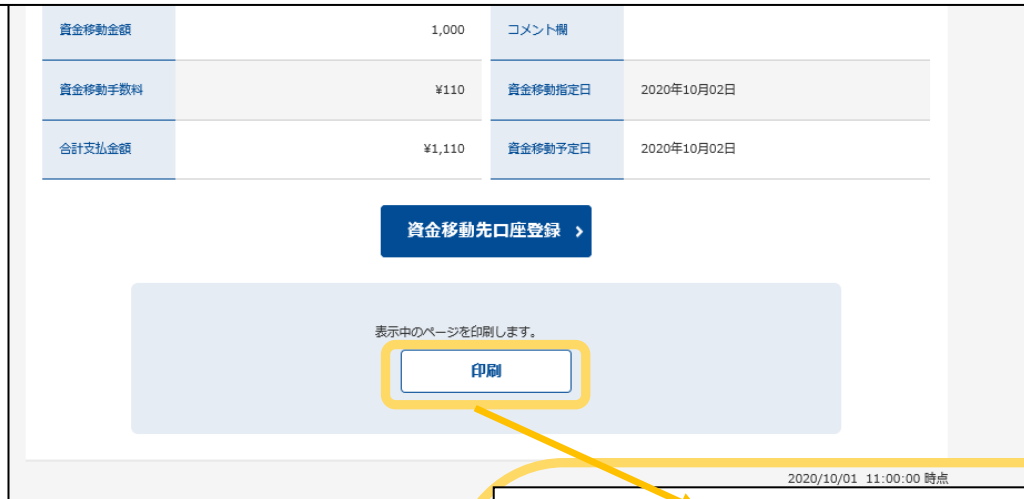 資金移動金額 1,000 コメント欄
資金移動手数料 ¥110 資金移動指定日 2020年10月02日
合計支払金額 ¥1,110 資金移動予定日 2020年10月02日
資金移動先口座登録
表示中のページを印刷します。
印刷
2020/10/01 11:00:00 時点